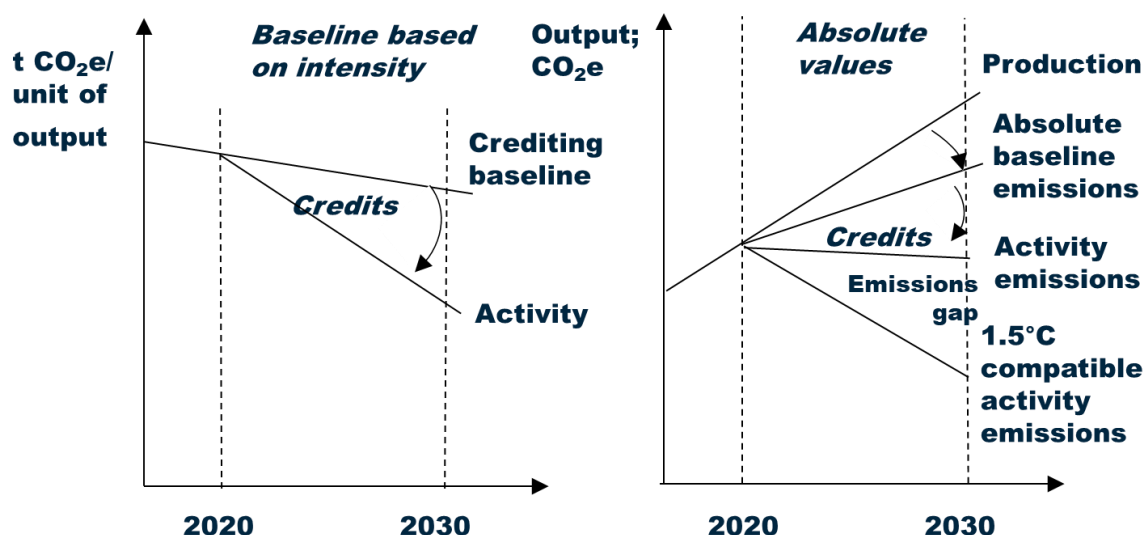 t CO₂e/
unit of
output
Baseline based
on intensity
Crediting
baseline
Credits
Activity
2020
2030
Output;
CO₂e
Absolute
values
Production
Absolute
baseline
emissions
Credits
Activity
emissions
Emissions
gap
1.5°C
compatible
activity
emissions
2020
2030